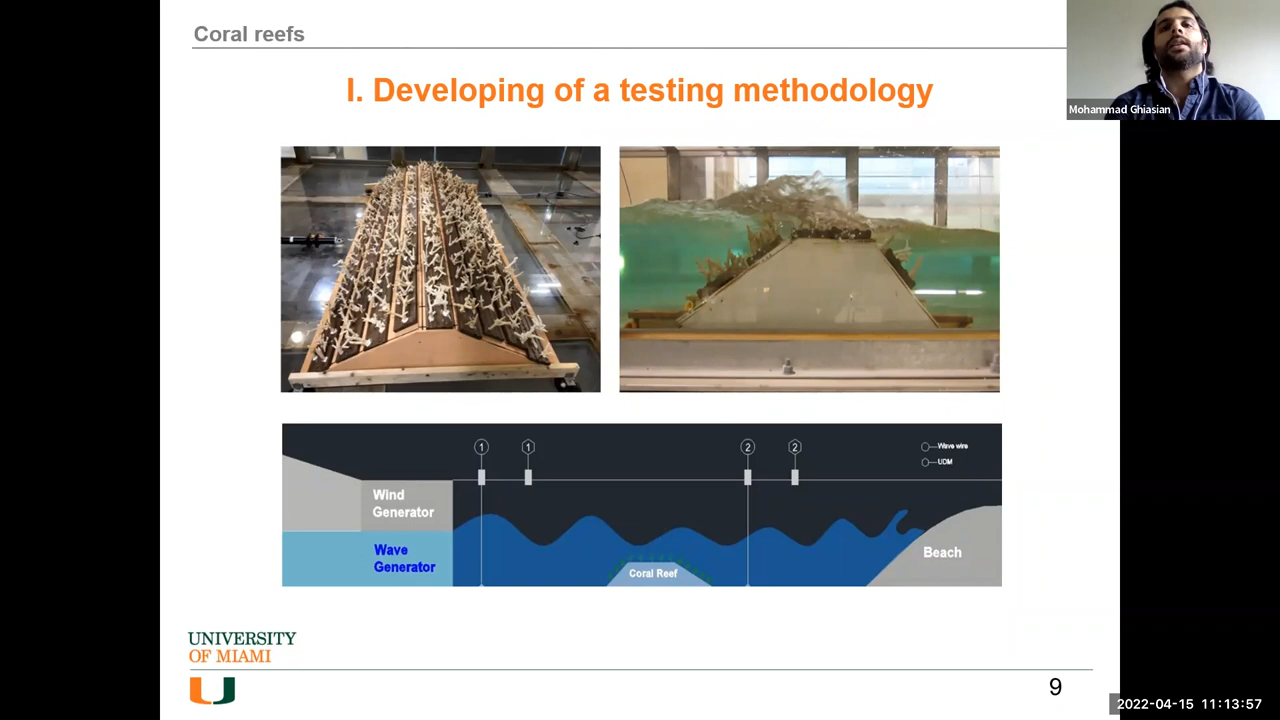 Coral reefs
I. Developing of a testing methodology
Mohammad Ghiasian
1
1
2
2
Wave wire
UDM
Wind
Generator
Wave
Generator
Coral Reef
Beach
UNIVERSITY
OF MIAMI
9
2022-04-15 11:13:57